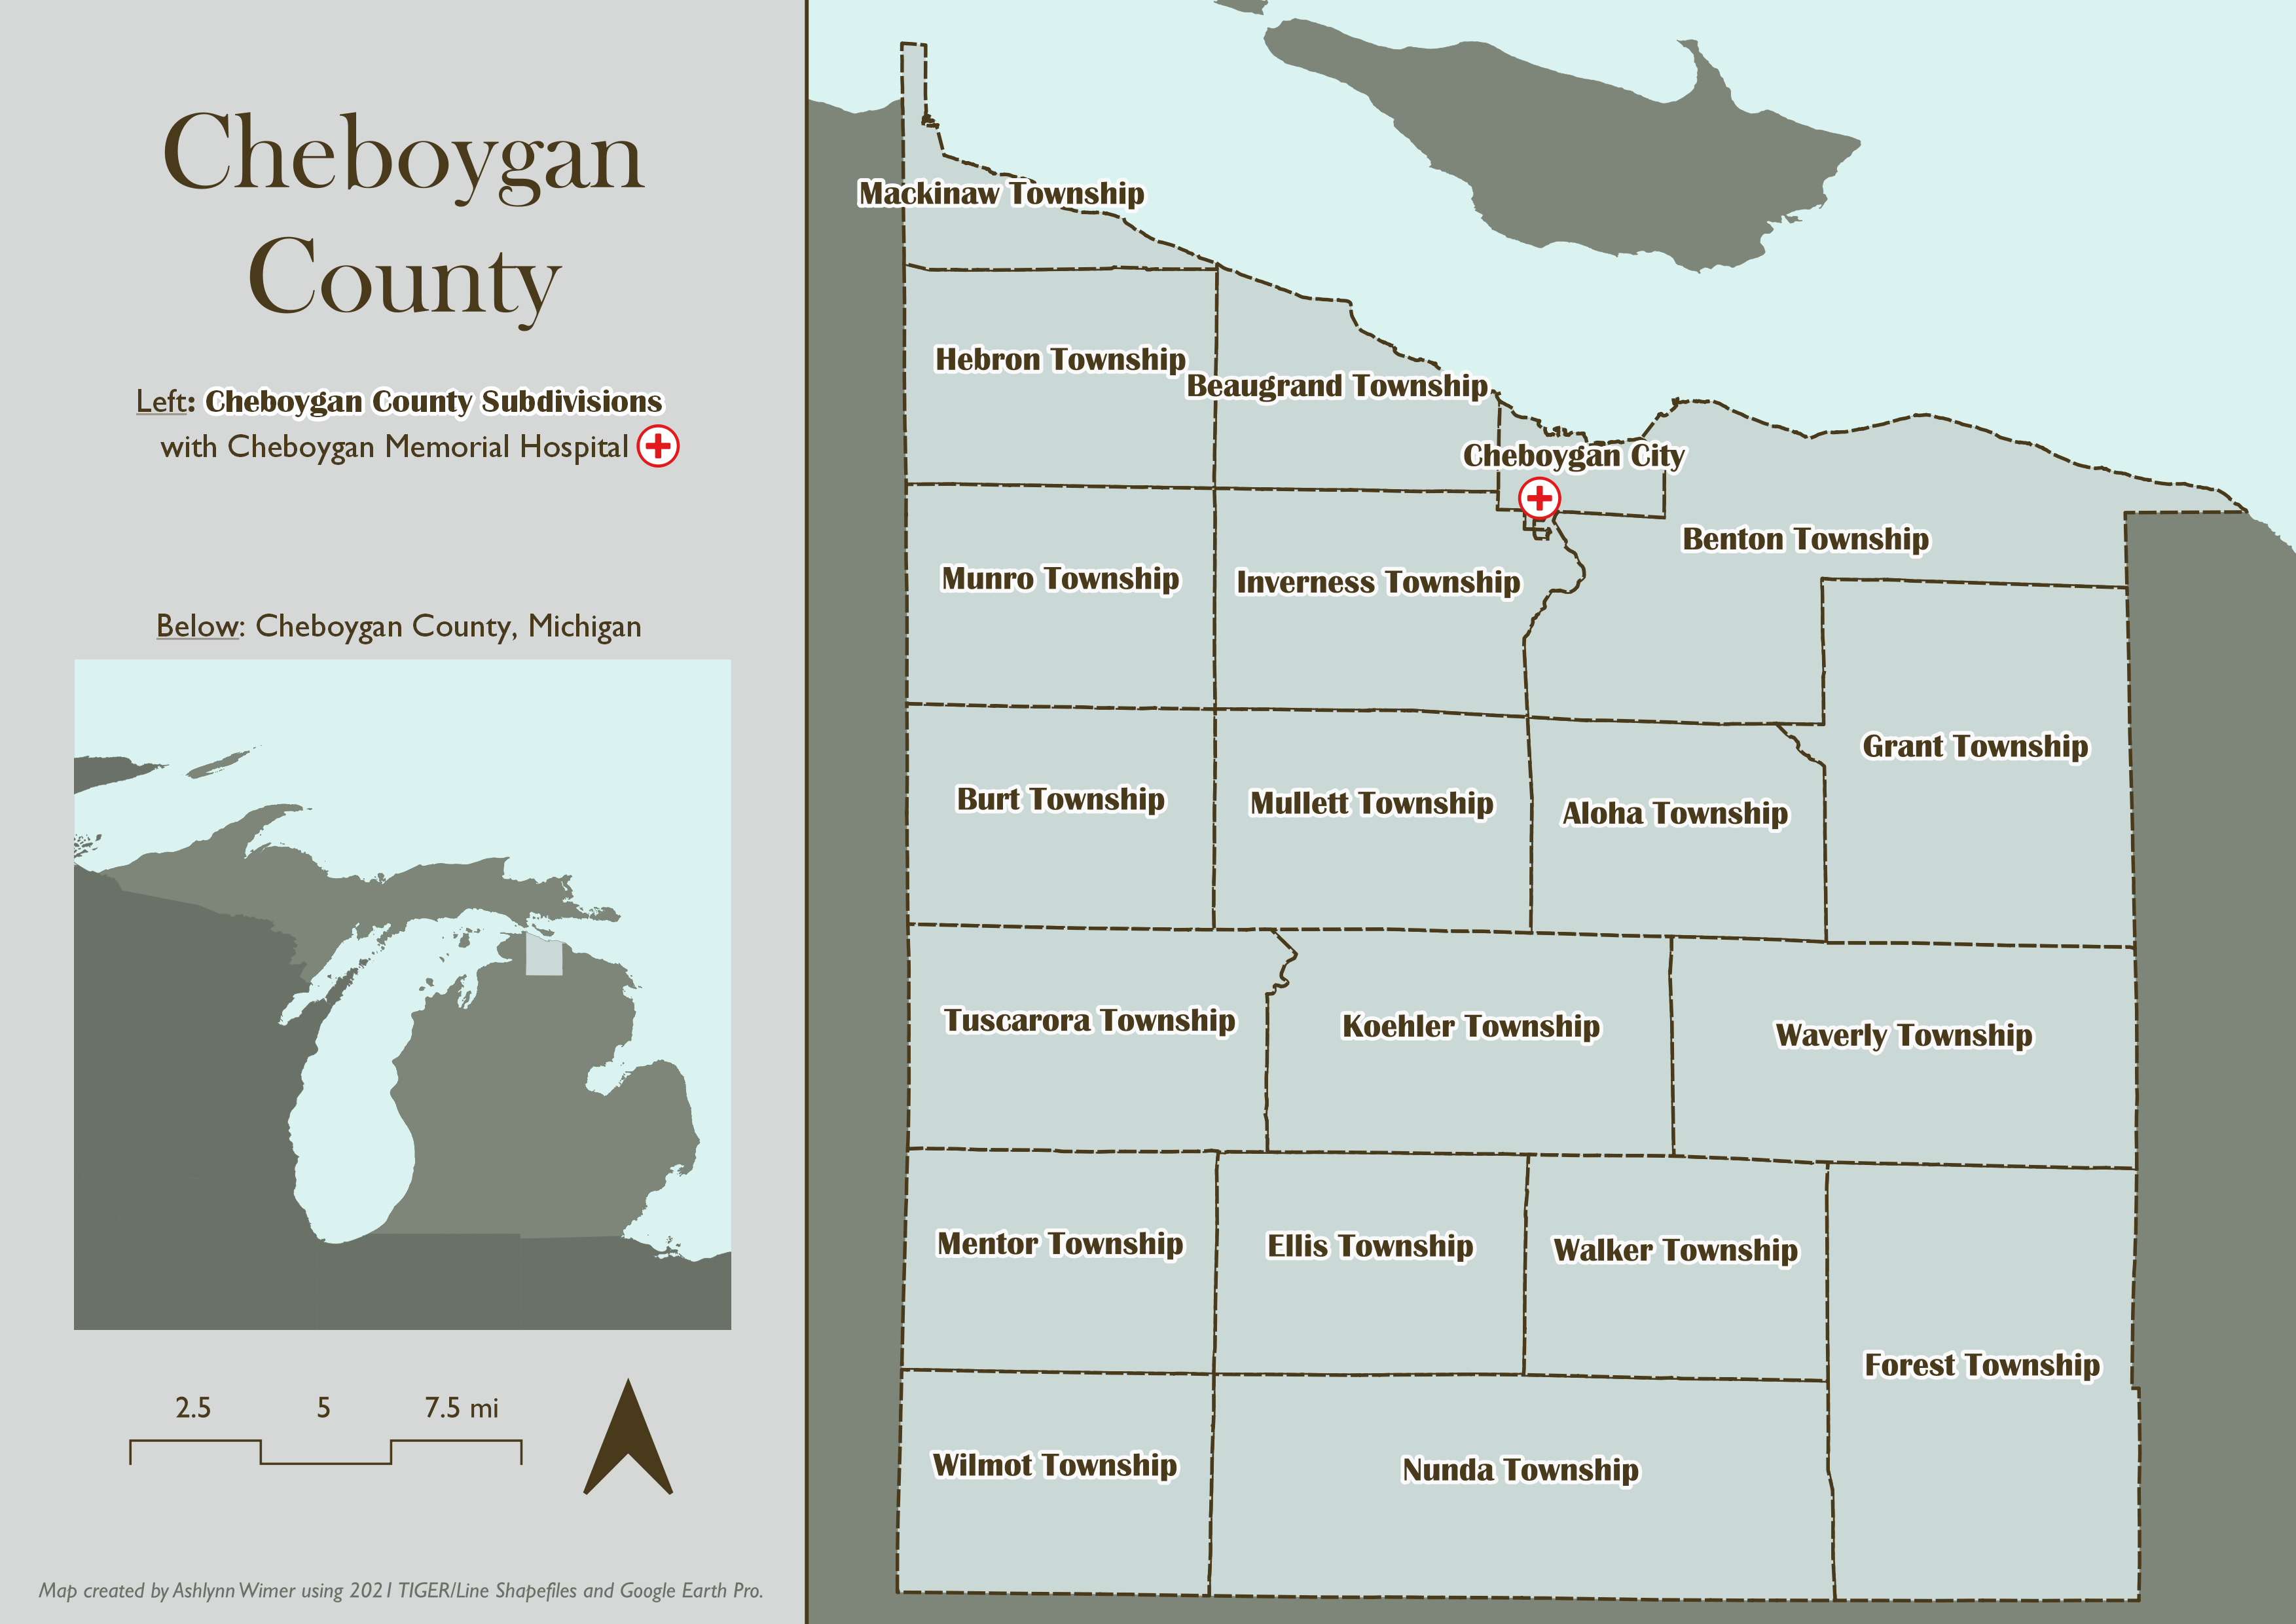 Cheboygan
County
Left: Cheboygan County Subdivisions
with Cheboygan Memorial Hospital
Below: Cheboygan County, Michigan
2.5 5 7.5 mi
Map created by Ashlynn Wimer using 2021 TIGER/Line Shapefiles and Google Earth Pro.
Mackinaw Township
Hebron Township
Beaugrand Township
Cheboygan City
Benton Township
Munro Township
Inverness Township
Grant Township
Burt Township
Mullett Township
Aloha Township
Tuscarora Township
Koehler Township
Waverly Township
Mentor Township
Ellis Township
Walker Township
Forest Township
Wilmot Township
Nunda Township